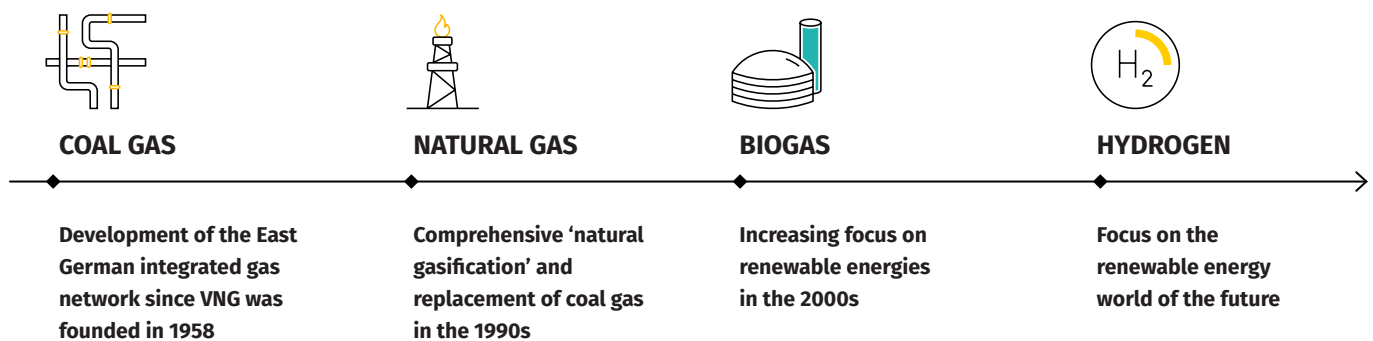 H2
COAL GAS
NATURAL GAS
BIOGAS
HYDROGEN
Development of the East
German integrated gas
network since VNG was
founded in 1958
Comprehensive ‘natural
gasification’ and
replacement of coal gas
in the 1990s
Increasing focus on
renewable energies
in the 2000s
Focus on the
renewable energy
world of the future